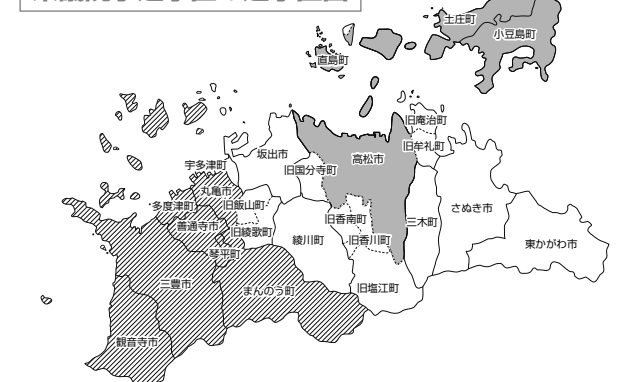 土庄町
小豆島町
直島町
旧庵治町
旧牟礼町
高松市
坂出市
宇多津町
旧国分寺町
丸亀市
多度津町
旧飯山町
善通寺市
旧綾歌町
旧香南町
三木町
さぬき市
綾川町
旧香川町
東かがわ市
琴平町
三豊市
まんのう町
旧塩江町
観音寺市